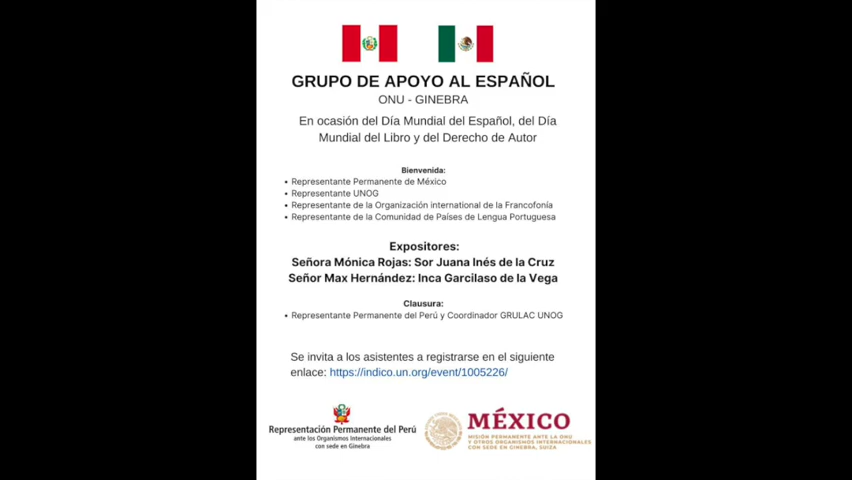 GRUPO DE APOYO AL ESPAÑOL
ONU - GINEBRA
En ocasión del Día Mundial del Español, del Día
Mundial del Libro y del Derecho de Autor
Bienvenida:
• Representante Permanente de México
• Representante UNOG
• Representante de la Organización international de la Francofonía
• Representante de la Comunidad de Países de Lengua Portuguesa
Expositores:
Señora Mónica Rojas: Sor Juana Inés de la Cruz
Señor Max Hernández: Inca Garcilaso de la Vega
Clausura:
• Representante Permanente del Perú y Coordinador GRULAC UNOG
Se invita a los asistentes a registrarse en el siguiente
enlace: https://indico.un.org/event/1005226/
Representación Permanente del Perú
ante los Organismos Internacionales
con sede en Ginebra
MÉXICO
MISIÓN PERMANENTE ANTE LA ONU
Y OTROS ORGANISMOS INTERNACIONALES
CON SEDE EN GINEBRA, SUIZA